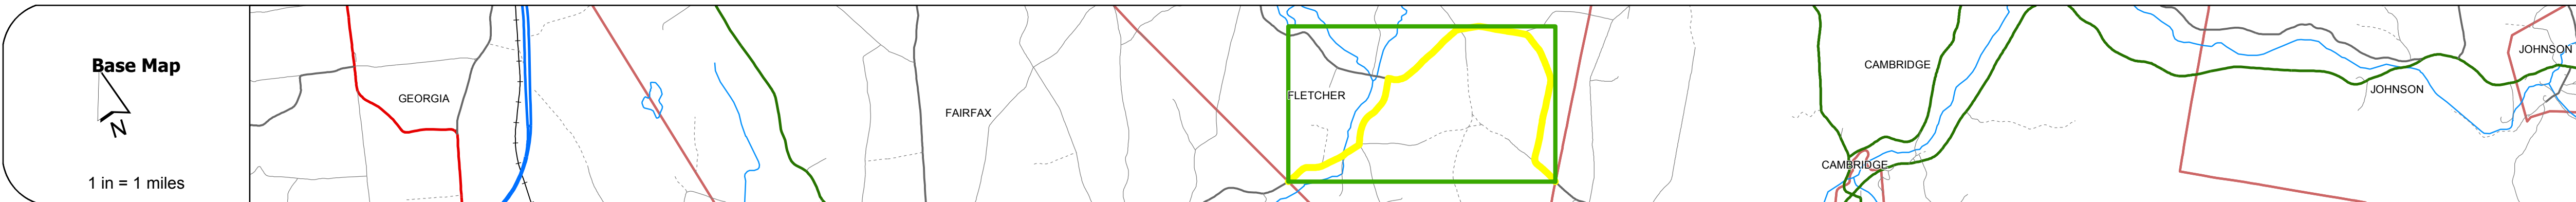 Base Map
N
1 in = 1 miles
GEORGIA
FAIRFAX
FLETCHER
CAMBRIDGE
CAMBRIDGE
JOHNSON
JOHNSON